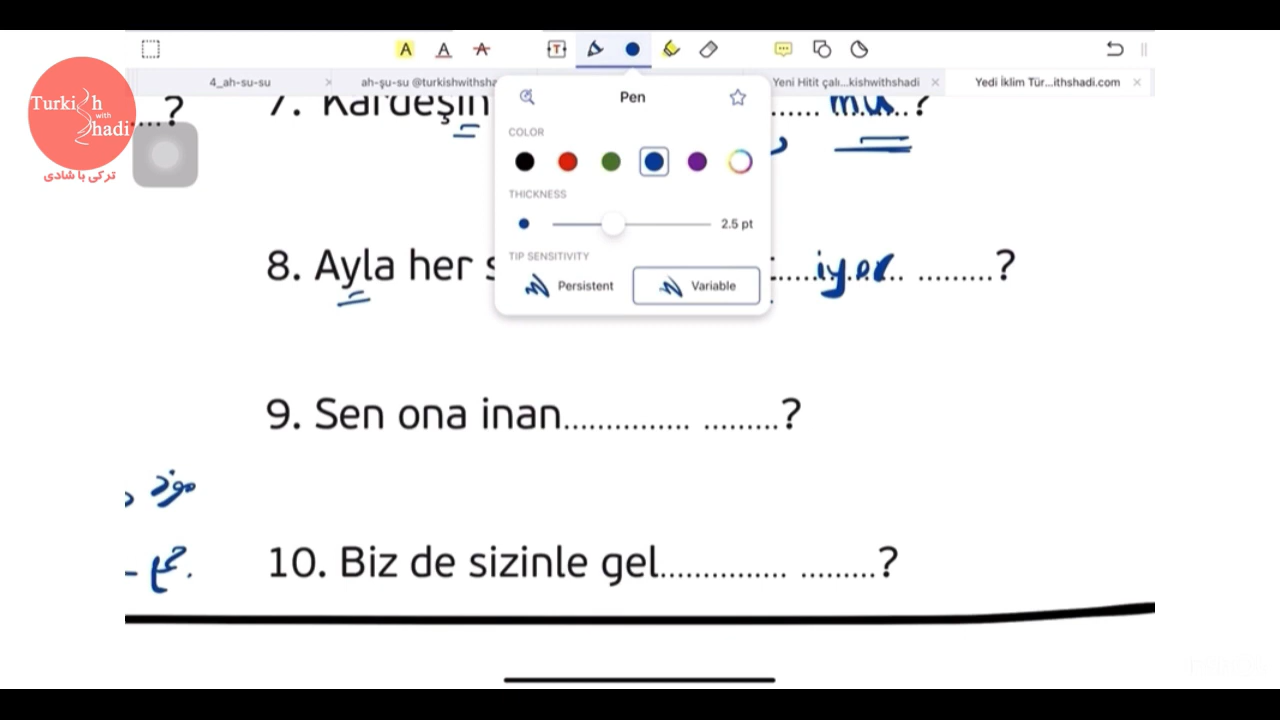 4_ah-su-su
ah-şu-su @turkishwithsha
Yeni Hitit çalı...kishwithshadi
Yedi İklim Tür...ithshadi.com
Turkish
with
Shadi
ترکی با شادی
....?
7. Kardeşin ...... mu..?
Pen
COLOR
THICKNESS
2.5 pt
TIP SENSITIVITY
Persistent
Variable
8. Ayla her s ..... iyor .........?
9. Sen ona inan............... .........?
10. Biz de sizinle gel............... .........?